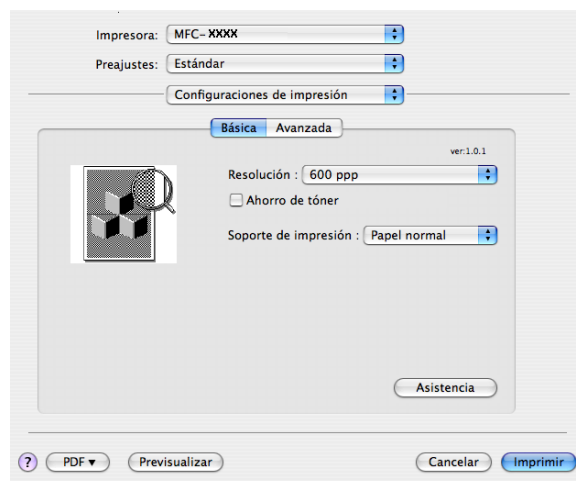 Impresora: MFC-XXXX
Preajustes: Estándar
Configuraciones de impresión
Básica Avanzada
ver:1.0.1
Resolución : 600 ppp
Ahorro de tóner
Soporte de impresión : Papel normal
Asistencia
? PDF▼ Previsualizar Cancelar Imprimir